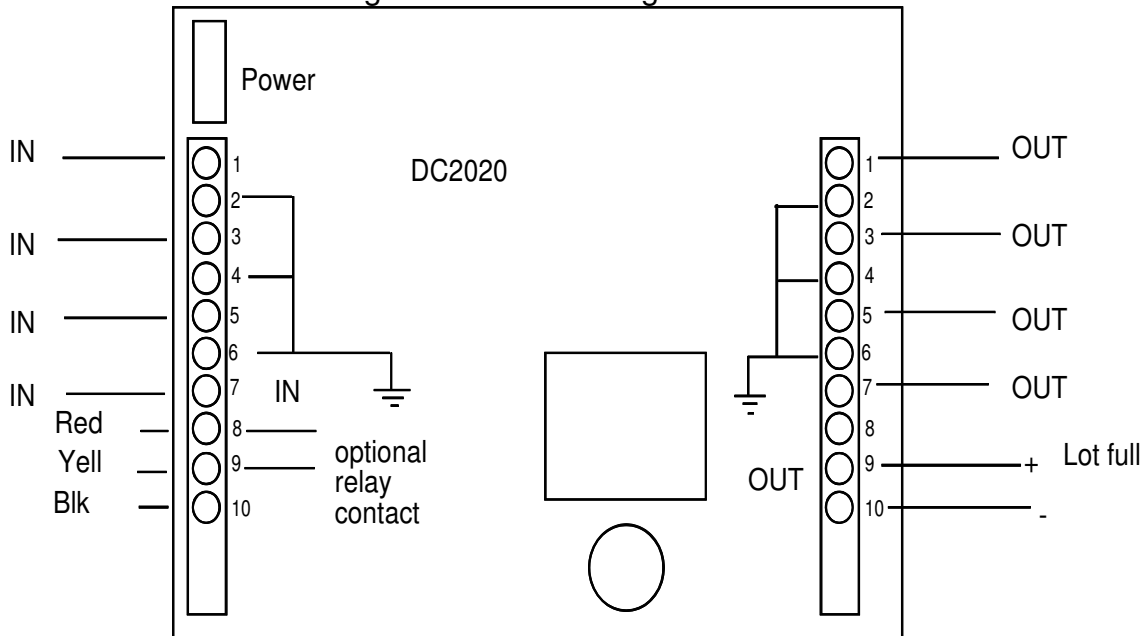 Power
DC2020
IN
IN
IN
IN
Red
Yell
Blk
1
2
3
4
5
6
7
8
9
10
IN
optional
relay
contact
1
2
3
4
5
6
7
8
9
10
OUT
OUT
OUT
OUT
OUT
+ Lot full
-